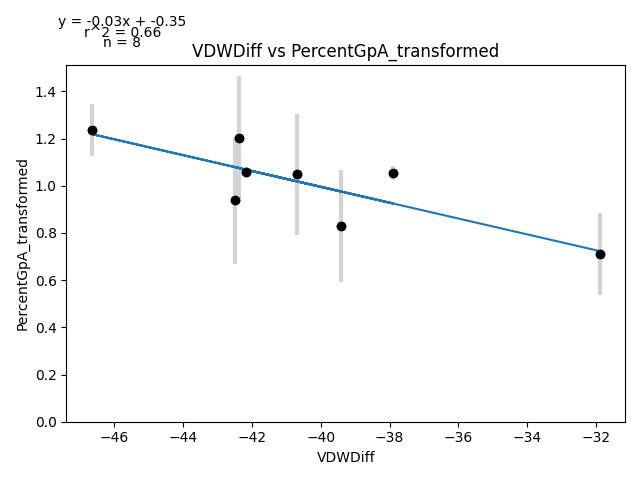 y = -0.03x + -0.35
r^2 = 0.66
n = 8
VDWDiff vs PercentGpA_transformed
PercentGpA_transformed
1.4
1.2
1.0
0.8
0.6
0.4
0.2
0.0
−46 −44 −42 −40 −38 −36 −34 −32
VDWDiff